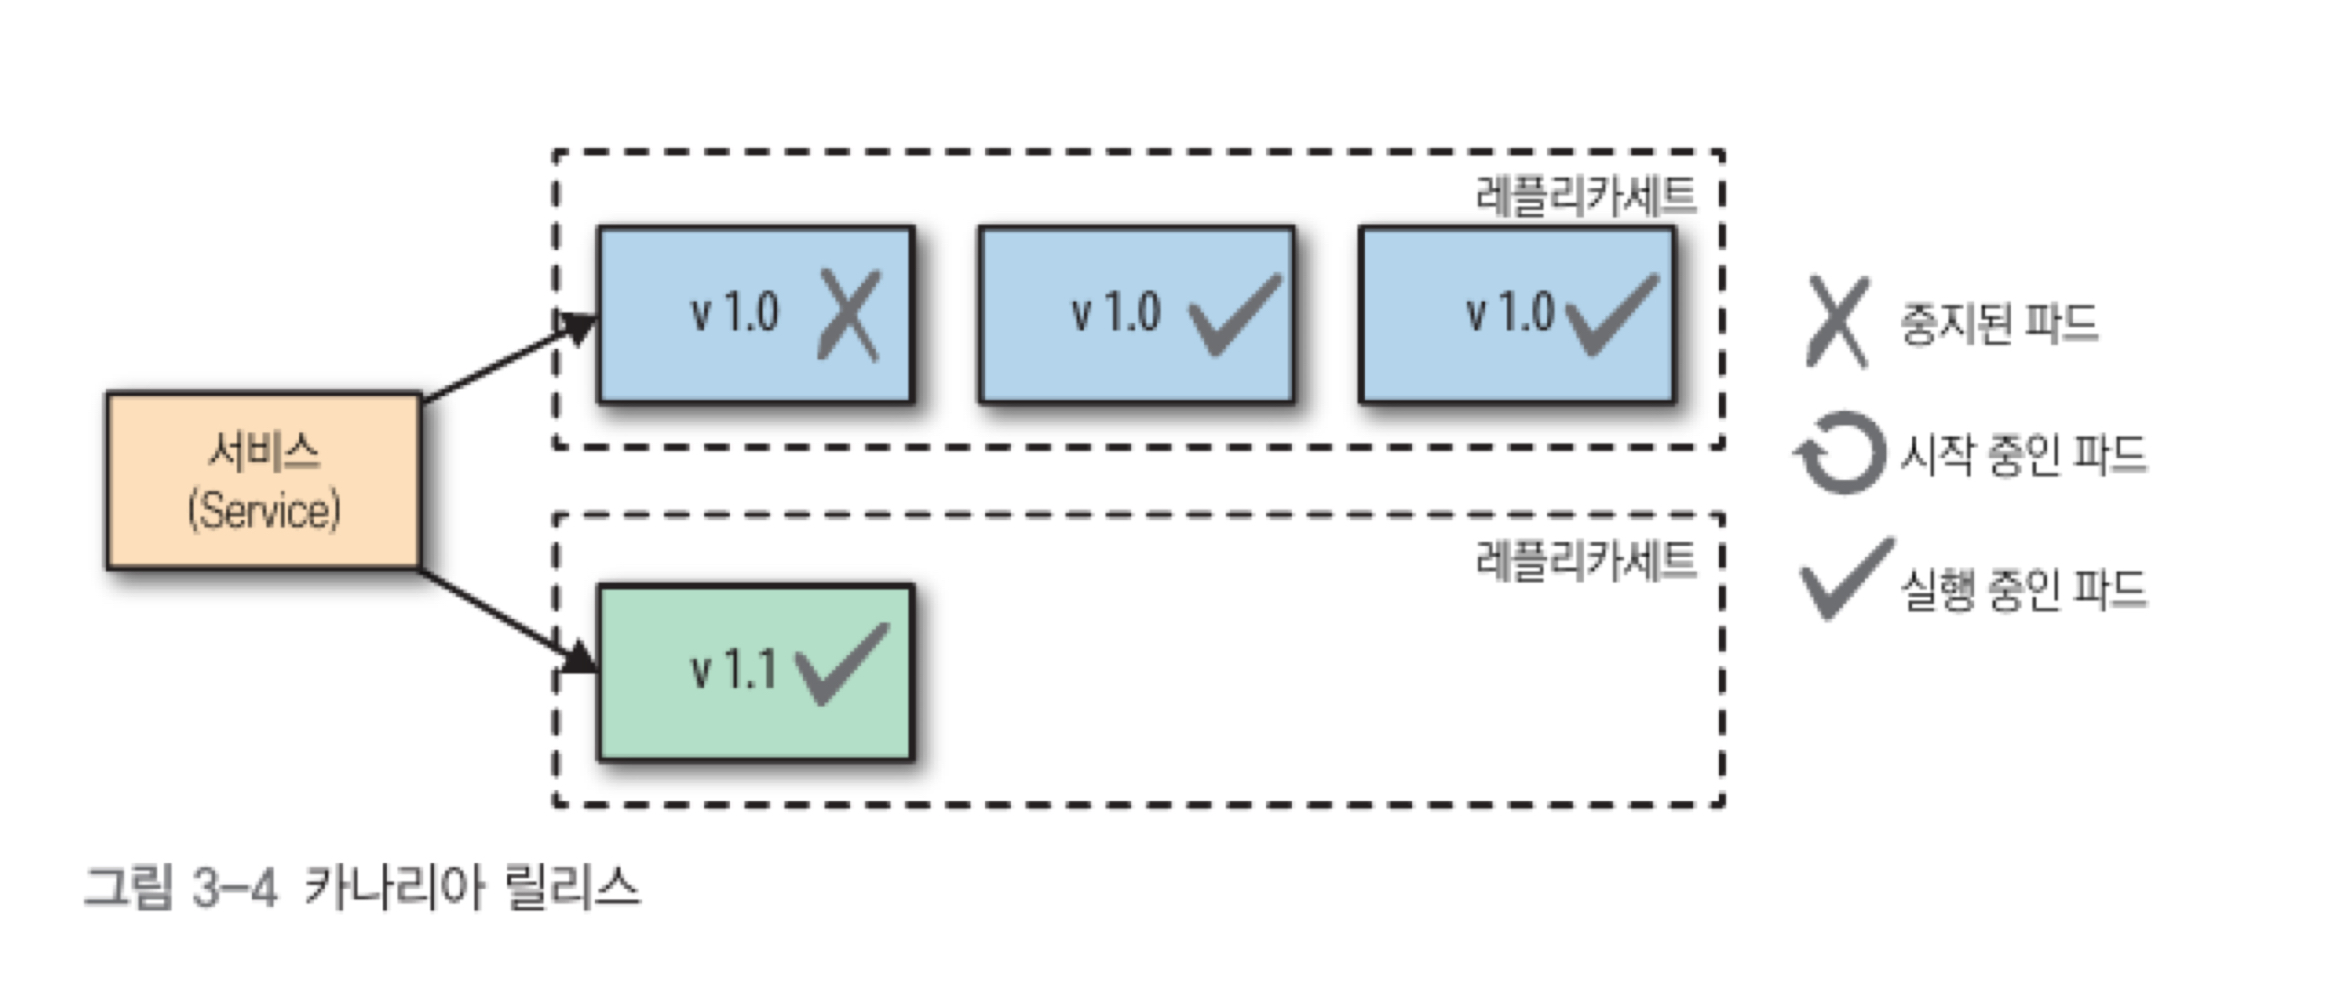 레플리카세트
v 1.0
v 1.0
v 1.0
중지된 파드
시작 중인 파드
실행 중인 파드
서비스
(Service)
레플리카세트
v 1.1
그림 3-4 카나리아 릴리스